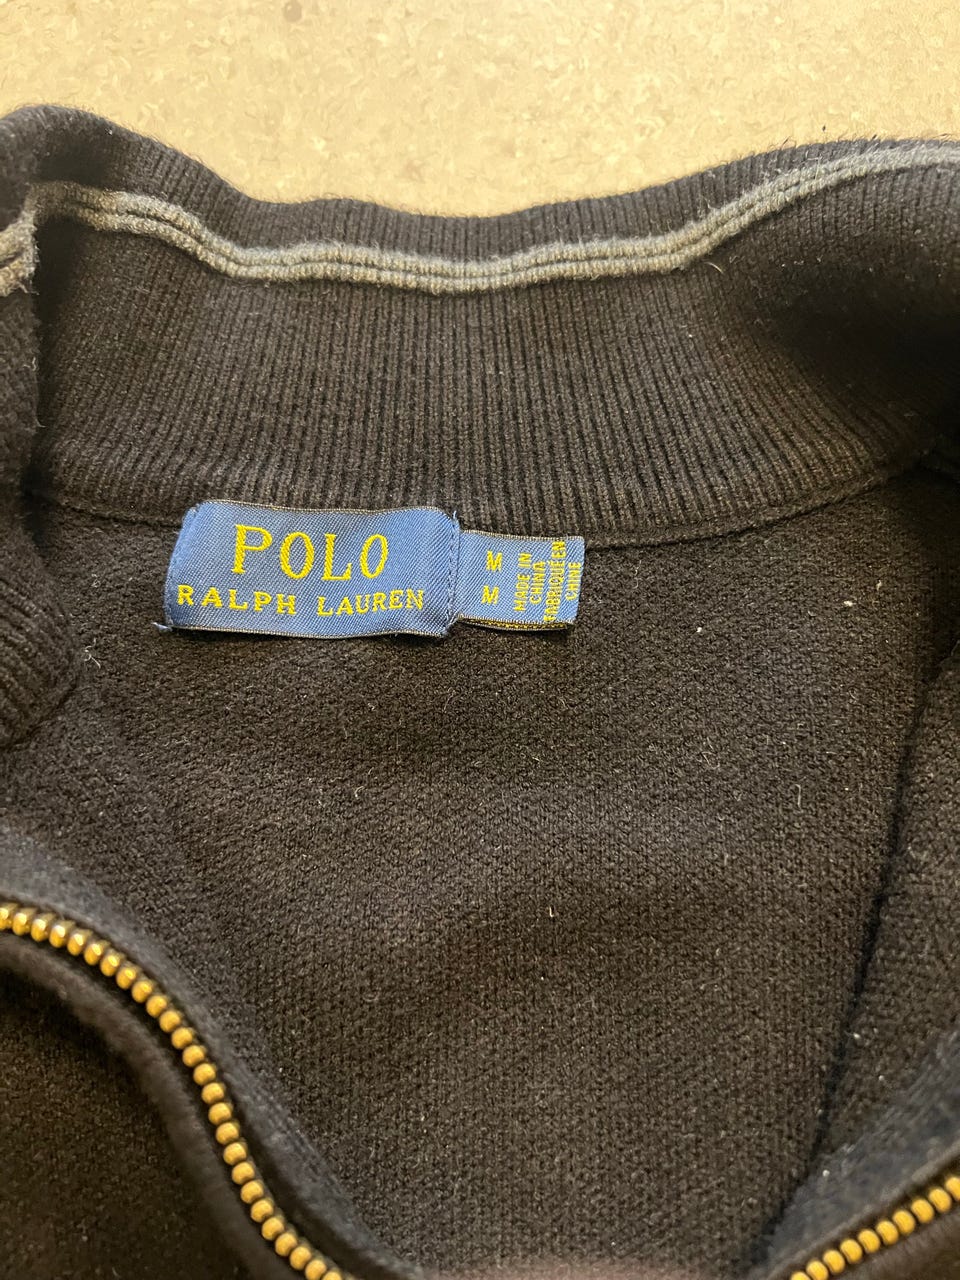 POLO
RALPH LAUREN
M
M
MADE IN
CHINA
FABRIQUÉ EN
CHINE